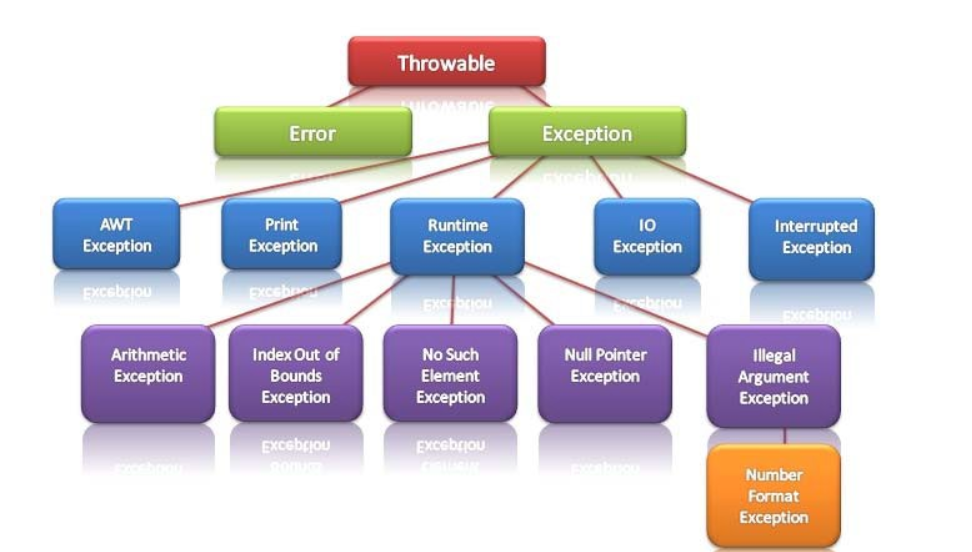 Throwable
Error
Exception
AWT
Exception
Print
Exception
Runtime
Exception
IO
Exception
Interrupted
Exception
Arithmetic
Exception
Index Out of
Bounds
Exception
No Such
Element
Exception
Null Pointer
Exception
Illegal
Argument
Exception
Number
Format
Exception